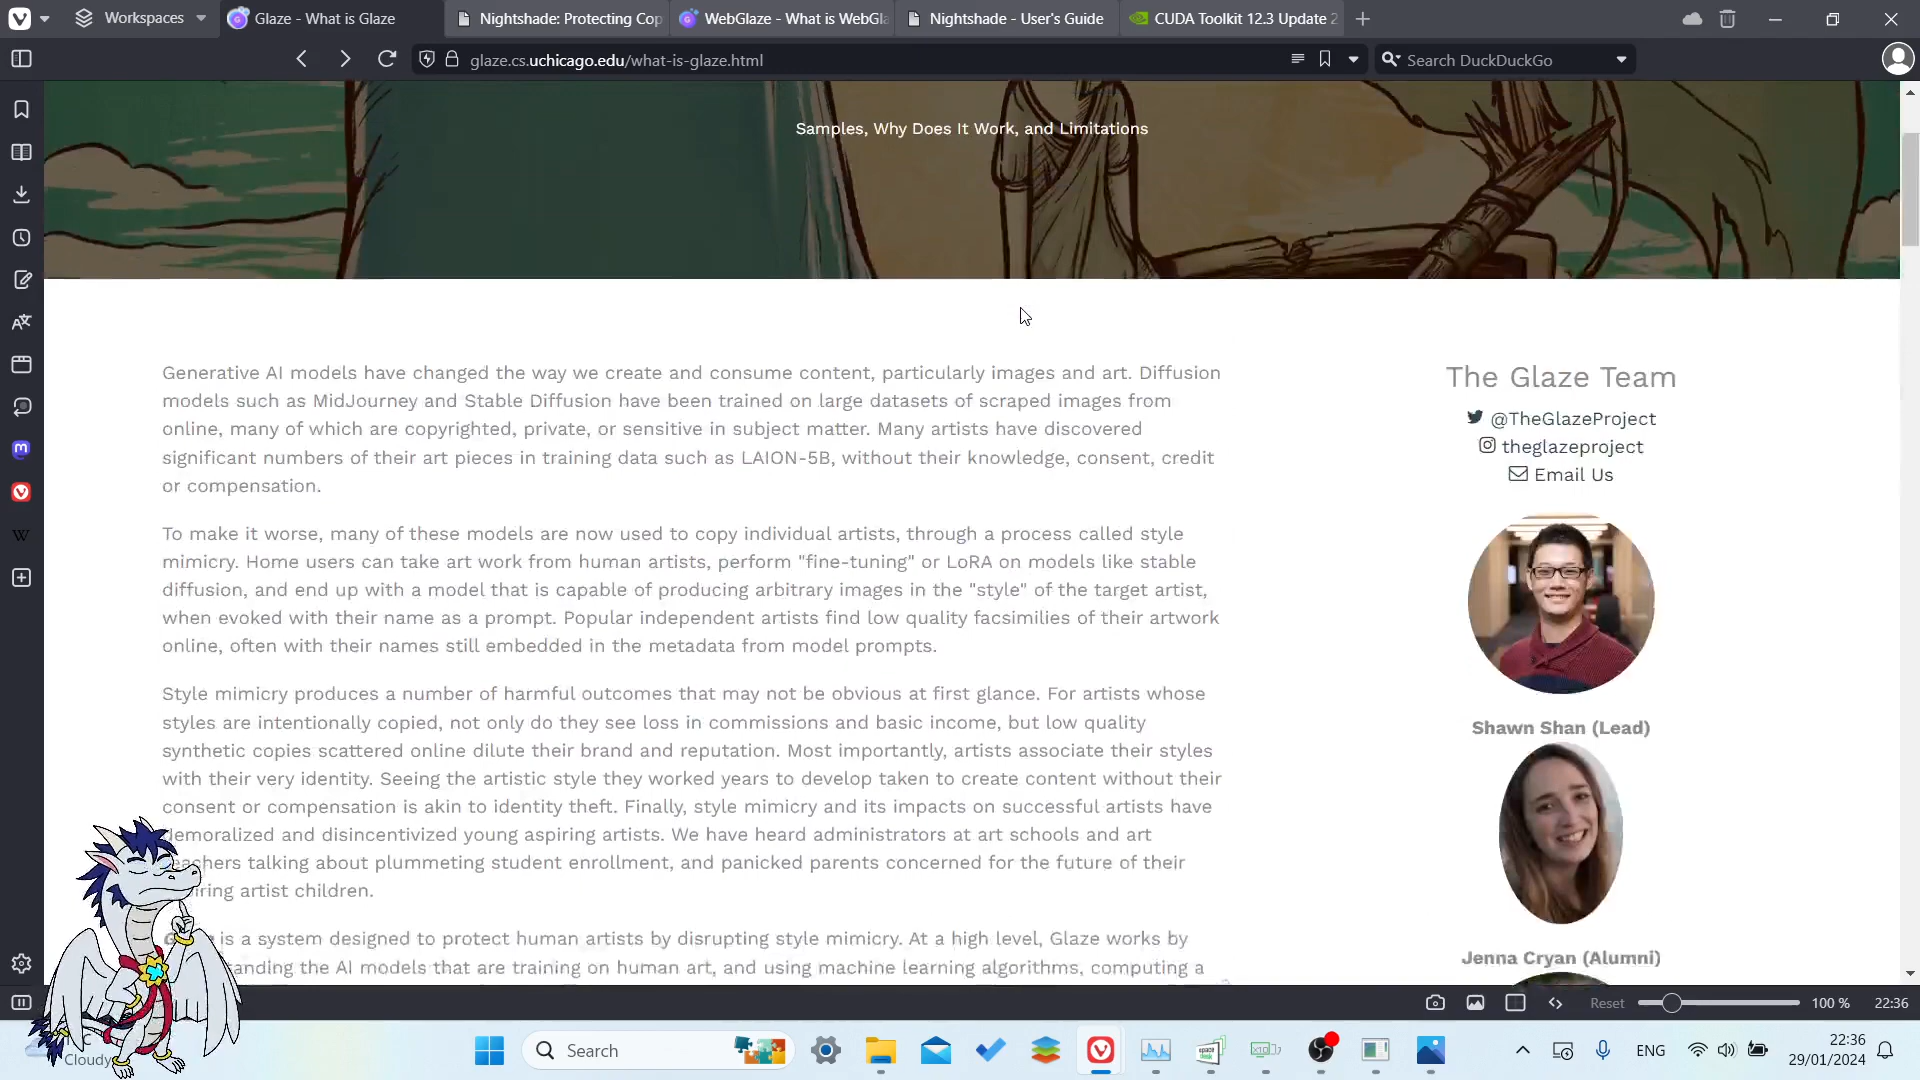 Workspaces
Glaze - What is Glaze
Nightshade: Protecting Cop
WebGlaze - What is WebGla
Nightshade - User's Guide
CUDA Toolkit 12.3 Update 2
glaze.cs.uchicago.edu/what-is-glaze.html
Search DuckDuckGo
Samples, Why Does It Work, and Limitations
Generative AI models have changed the way we create and consume content, particularly images and art. Diffusion
models such as MidJourney and Stable Diffusion have been trained on large datasets of scraped images from
online, many of which are copyrighted, private, or sensitive in subject matter. Many artists have discovered
significant numbers of their art pieces in training data such as LAION-5B, without their knowledge, consent, credit
or compensation.
To make it worse, many of these models are now used to copy individual artists, through a process called style
mimicry. Home users can take art work from human artists, perform "fine-tuning" or LoRA on models like stable
diffusion, and end up with a model that is capable of producing arbitrary images in the "style" of the target artist,
when evoked with their name as a prompt. Popular independent artists find low quality facsimilies of their artwork
online, often with their names still embedded in the metadata from model prompts.
Style mimicry produces a number of harmful outcomes that may not be obvious at first glance. For artists whose
styles are intentionally copied, not only do they see loss in commissions and basic income, but low quality
synthetic copies scattered online dilute their brand and reputation. Most importantly, artists associate their styles
with their very identity. Seeing the artistic style they worked years to develop taken to create content without their
consent or compensation is akin to identity theft. Finally, style mimicry and its impacts on successful artists have
demoralized and disincentivized young aspiring artists. We have heard administrators at art schools and art
achers talking about plummeting student enrollment, and panicked parents concerned for the future of their
iring artist children.
is a system designed to protect human artists by disrupting style mimicry. At a high level, Glaze works by
tanding the AI models that are training on human art, and using machine learning algorithms, computing a
The Glaze Team
@TheGlazeProject
theglazeproject
Email Us
Shawn Shan (Lead)
Jenna Cryan (Alumni)
Reset
100 %
22:36
Cloudy
Search
ENG
22:36
29/01/2024